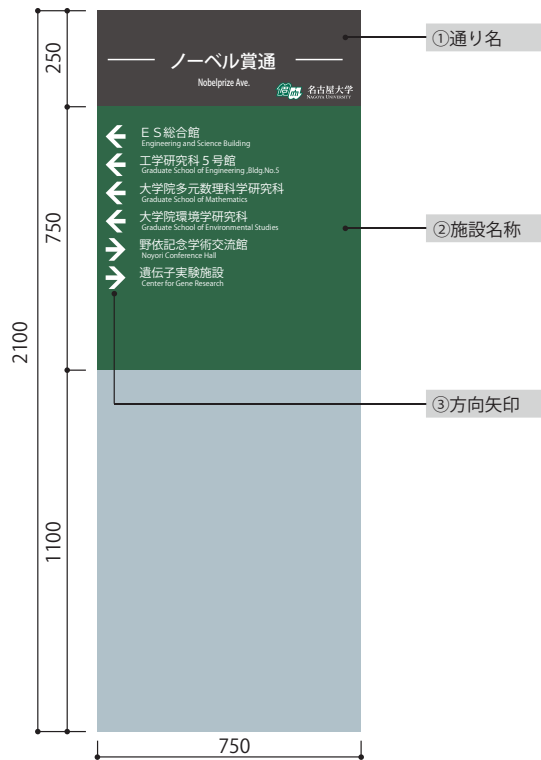 250
750
2100
1100
750
ノーベル賞通
Nobelprize Ave.
名大
名古屋大学
NAGOYA UNIVERSITY
ES総合館
Engineering and Science Building
工学研究科5号館
Graduate School of Engineering ,Bldg.No.5
大学院多元数理科学研究科
Graduate School of Mathematics
大学院環境学研究科
Graduate School of Environmental Studies
野依記念学術交流館
Noyori Conference Hall
遺伝子実験施設
Center for Gene Research
①通り名
②施設名称
③方向矢印